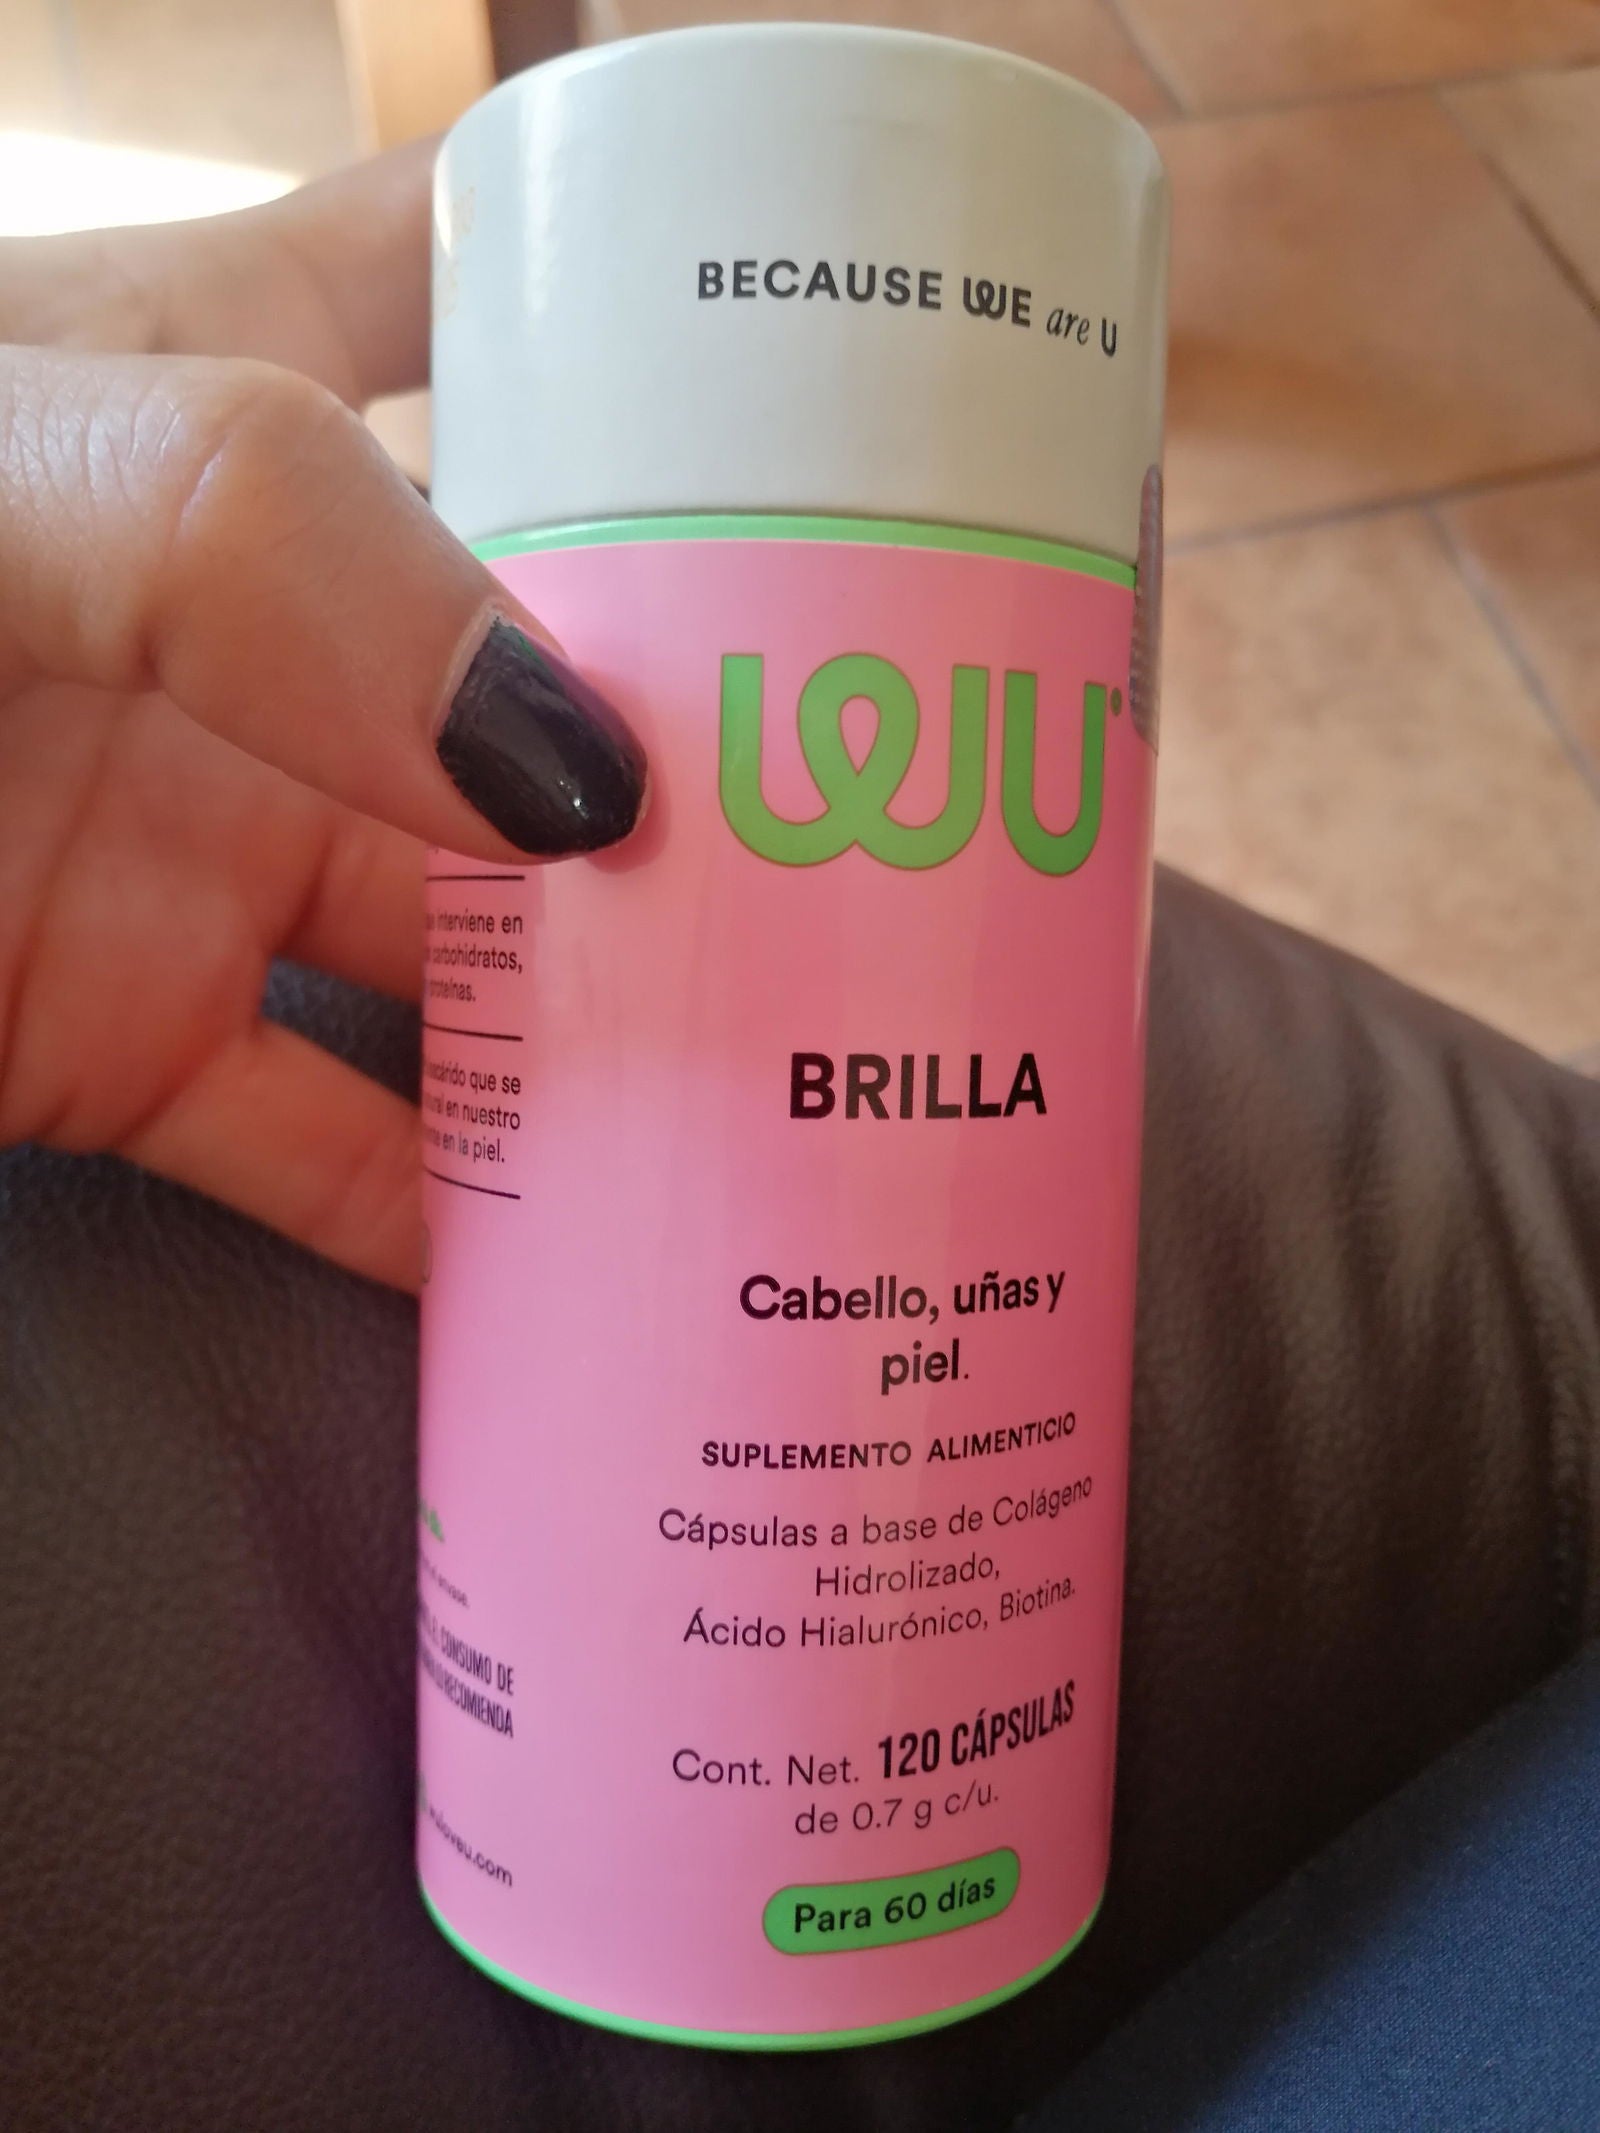 BECAUSE WE are U
WU
BRILLA
Cabello, uñas y
piel.
SUPLEMENTO ALIMENTICIO
Cápsulas a base de Colágeno
Hidrolizado,
Ácido Hialurónico, Biotina.
Cont. Net. 120 CÁPSULAS
de 0.7 g c/u.
Para 60 días
interviene en
carbohidratos,
proteínas.
que se
en nuestro
en la piel.
CONSUMO DE
RECOMIENDA